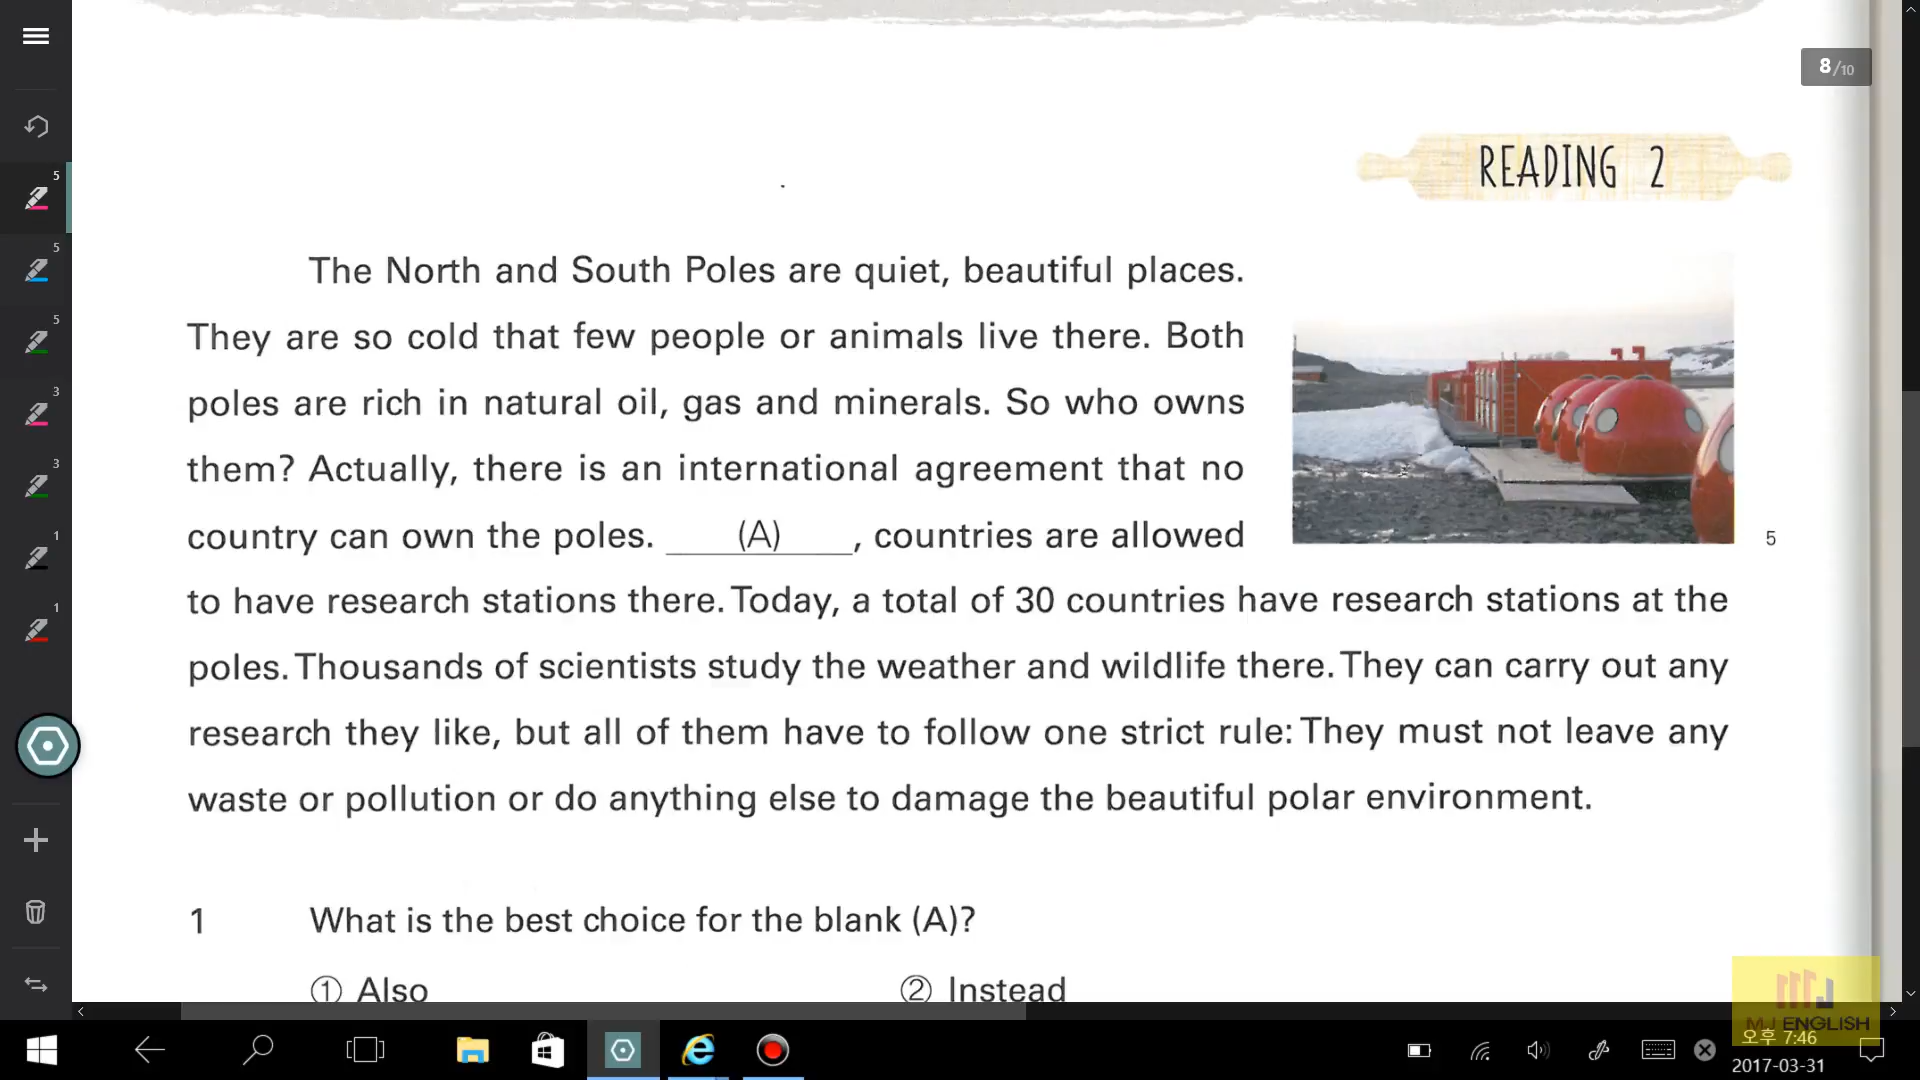 8/10
5
READING 2
5
The North and South Poles are quiet, beautiful places.
They are so cold that few people or animals live there. Both
5
poles are rich in natural oil, gas and minerals. So who owns
3
them? Actually, there is an international agreement that no
3
country can own the poles. (A) , countries are allowed
5
1
to have research stations there. Today, a total of 30 countries have research stations at the
1
poles. Thousands of scientists study the weather and wildlife there. They can carry out any
research they like, but all of them have to follow one strict rule: They must not leave any
waste or pollution or do anything else to damage the beautiful polar environment.
1 What is the best choice for the blank (A)?
① Also ② Instead
MJ ENGLISH
오후 7:46
2017-03-31